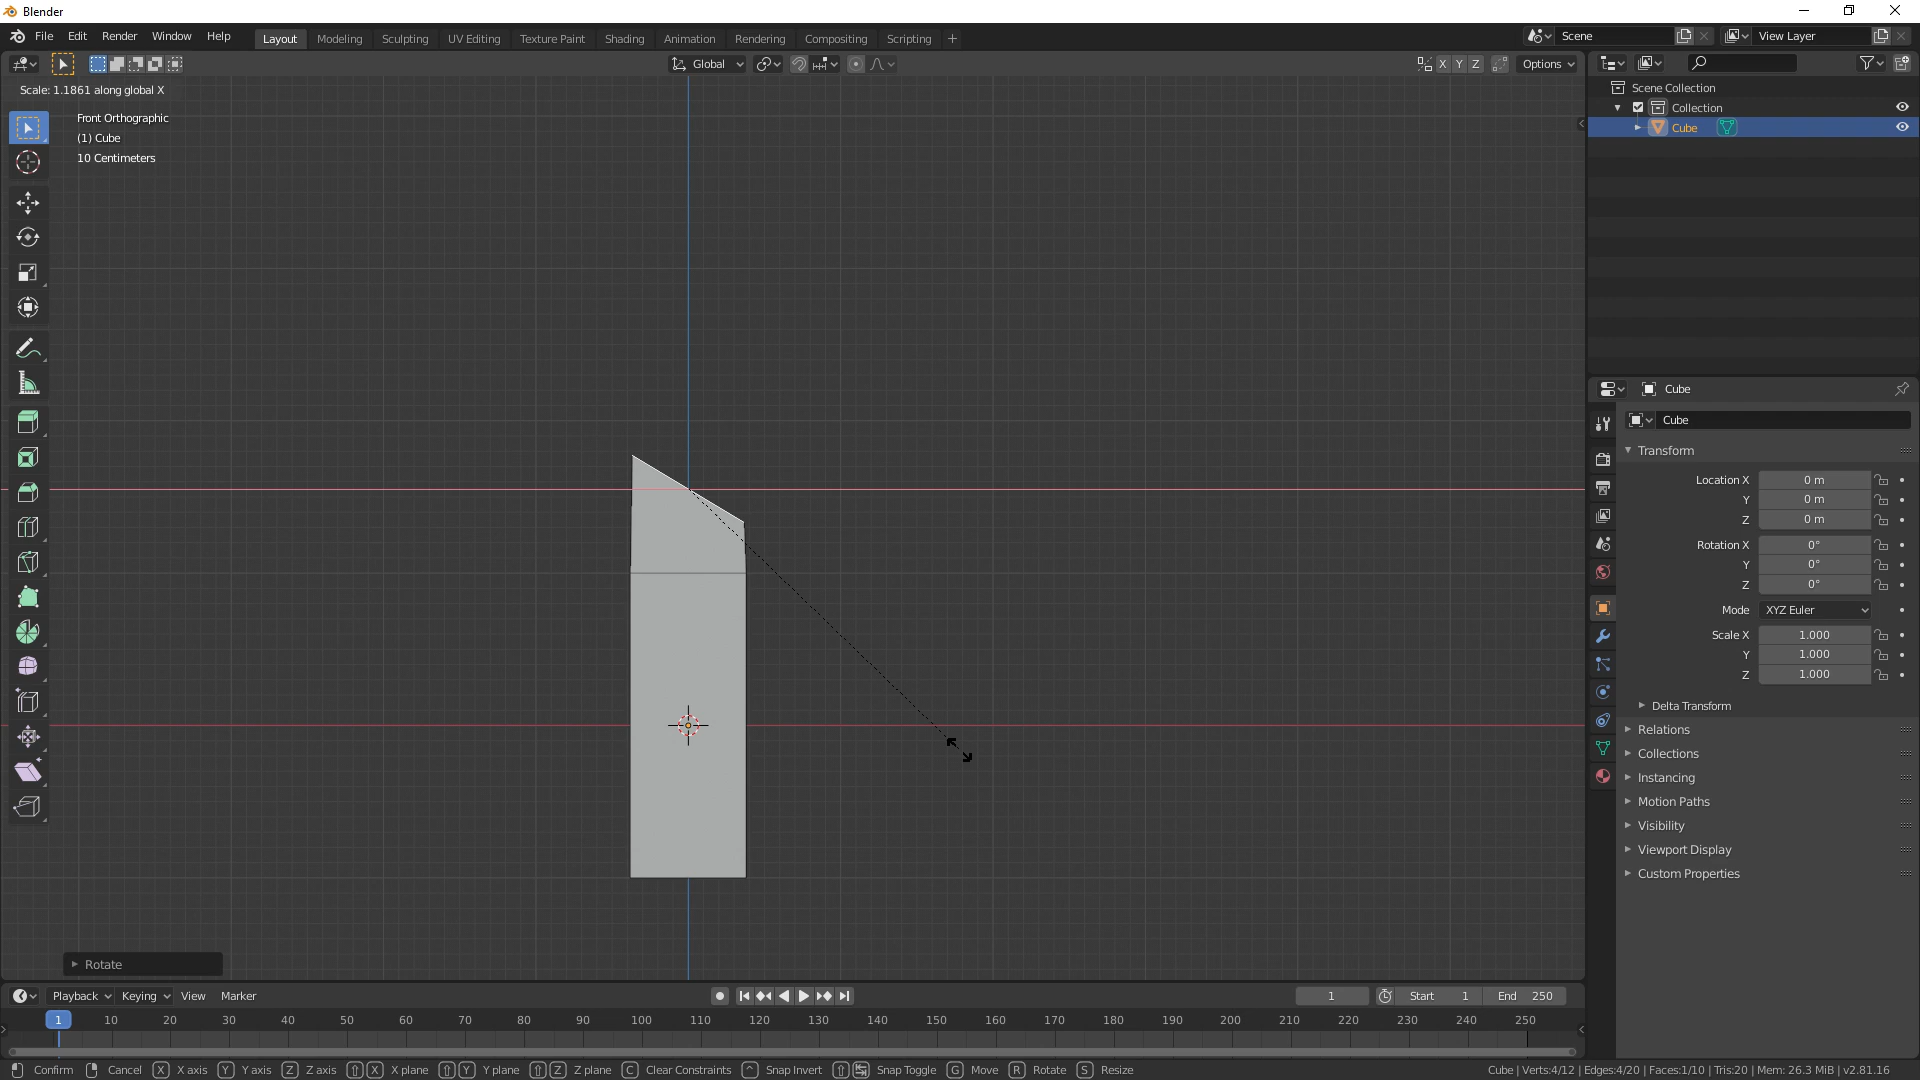 Blender
File Edit Render Window Help Layout Modeling Sculpting UV Editing Texture Paint Shading Animation Rendering Compositing Scripting + Scene View Layer
Global X Y Z Options
Scale: 1.1861 along global X
Front Orthographic
(1) Cube
10 Centimeters
Scene Collection
Collection
Cube
Cube
Cube
Transform
Location X 0 m
Y 0 m
Z 0 m
Rotation X 0°
Y 0°
Z 0°
Mode XYZ Euler
Scale X 1.000
Y 1.000
Z 1.000
Delta Transform
Relations
Collections
Instancing
Motion Paths
Visibility
Viewport Display
Custom Properties
Rotate
Playback Keying View Marker 1 Start 1 End 250
1 10 20 30 40 50 60 70 80 90 100 110 120 130 140 150 160 170 180 190 200 210 220 230 240 250
Confirm Cancel X X axis Y Y axis Z Z axis X X plane Y Y plane Z Z plane C Clear Constraints ^ Snap Invert Snap Toggle G Move R Rotate S Resize Cube | Verts:4/12 | Edges:4/20 | Faces:1/10 | Tris:20 | Mem: 26.3 MiB | v2.81.16